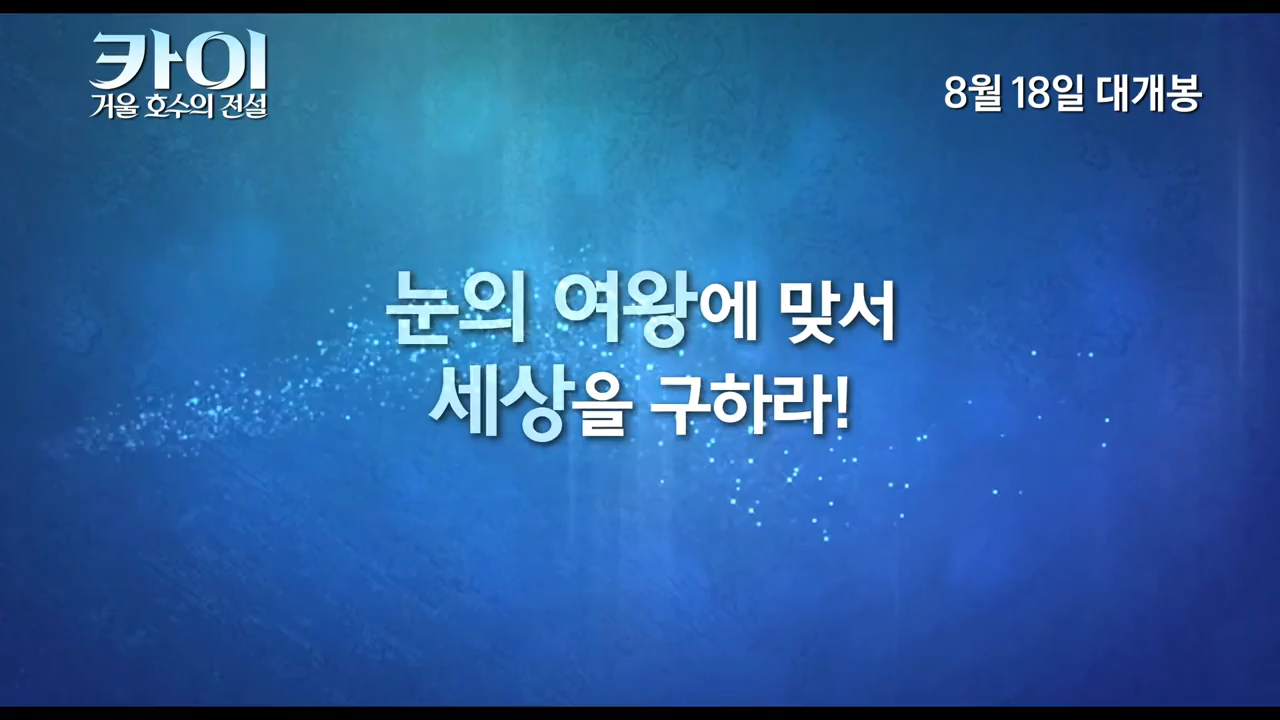 카이
거울 호수의 전설
8월 18일 대개봉
눈의 여왕에 맞서
세상을 구하라!